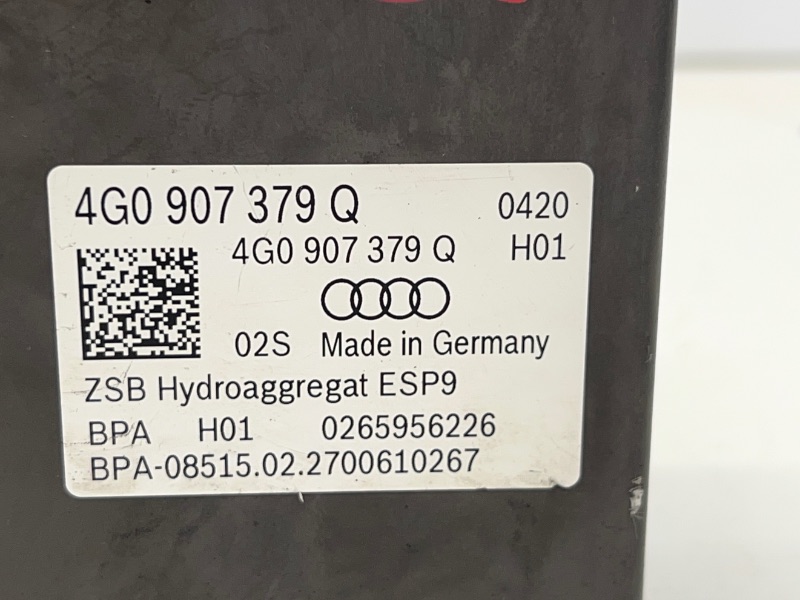 4G0 907 379 Q 0420
4G0 907 379 Q H01
02S Made in Germany
ZSB Hydroaggregat ESP9
BPA H01 0265956226
BPA-08515.02.2700610267